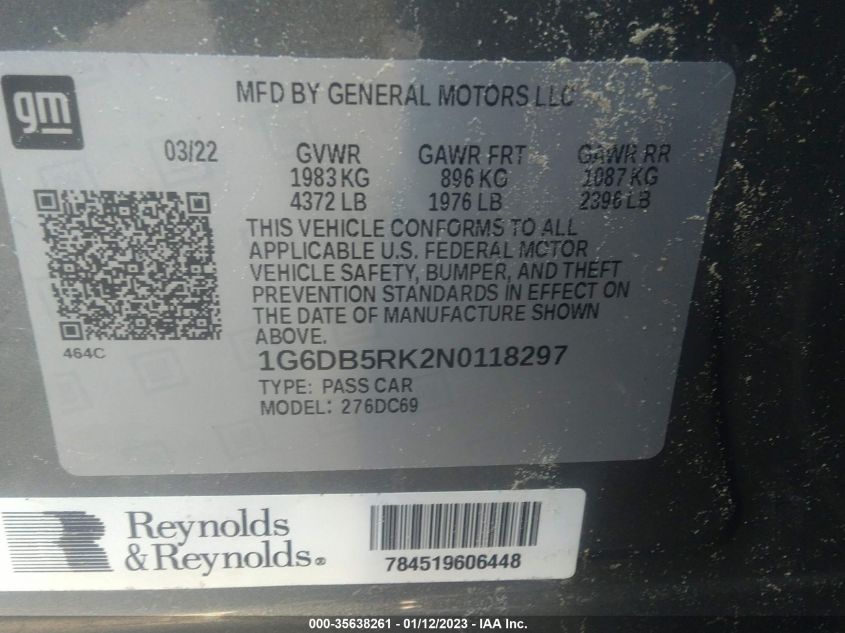 gm
MFD BY GENERAL MOTORS LLC
03/22 GVWR GAWR FRT GAWR RR
1983 KG 896 KG 1087 KG
4372 LB 1976 LB 2396 LB
THIS VEHICLE CONFORMS TO ALL
APPLICABLE U.S. FEDERAL MOTOR
VEHICLE SAFETY, BUMPER, AND THEFT
PREVENTION STANDARDS IN EFFECT ON
THE DATE OF MANUFACTURE SHOWN
ABOVE.
464C
1G6DB5RK2N0118297
TYPE: PASS CAR
MODEL: 276DC69
Reynolds
& Reynolds®
784519606448
000-35638261 - 01/12/2023 - IAA Inc.